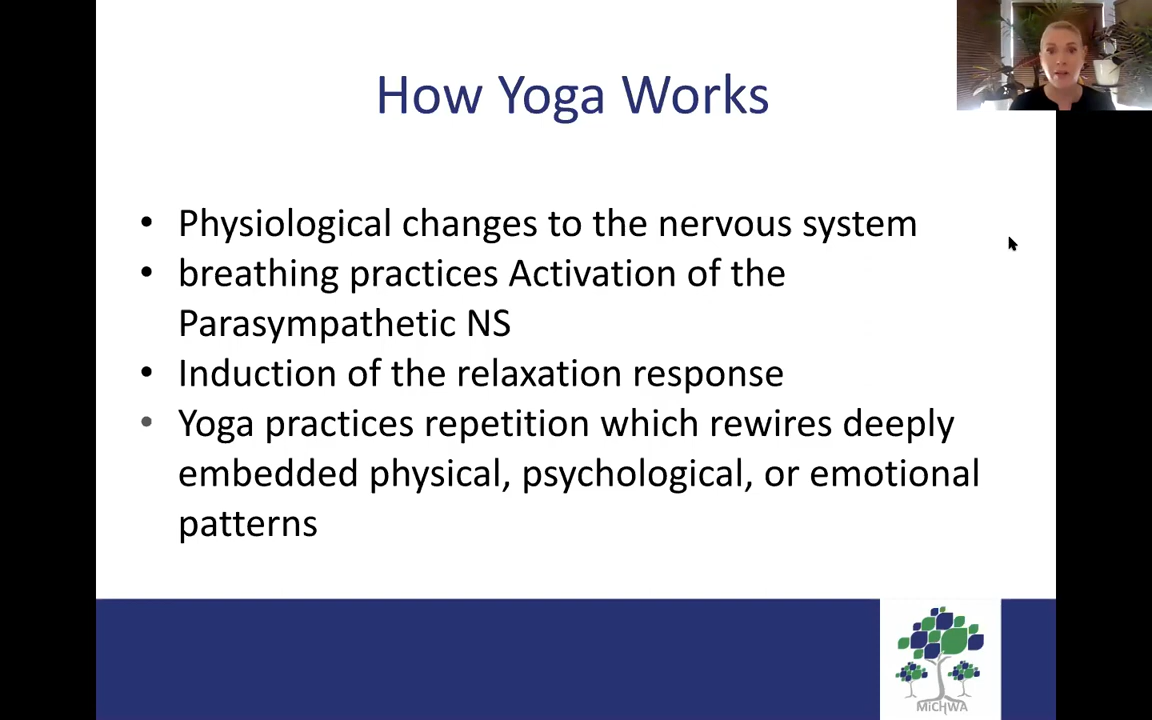 How Yoga Works
• Physiological changes to the nervous system
• breathing practices Activation of the
Parasympathetic NS
• Induction of the relaxation response
• Yoga practices repetition which rewires deeply
embedded physical, psychological, or emotional
patterns
MiCHWA